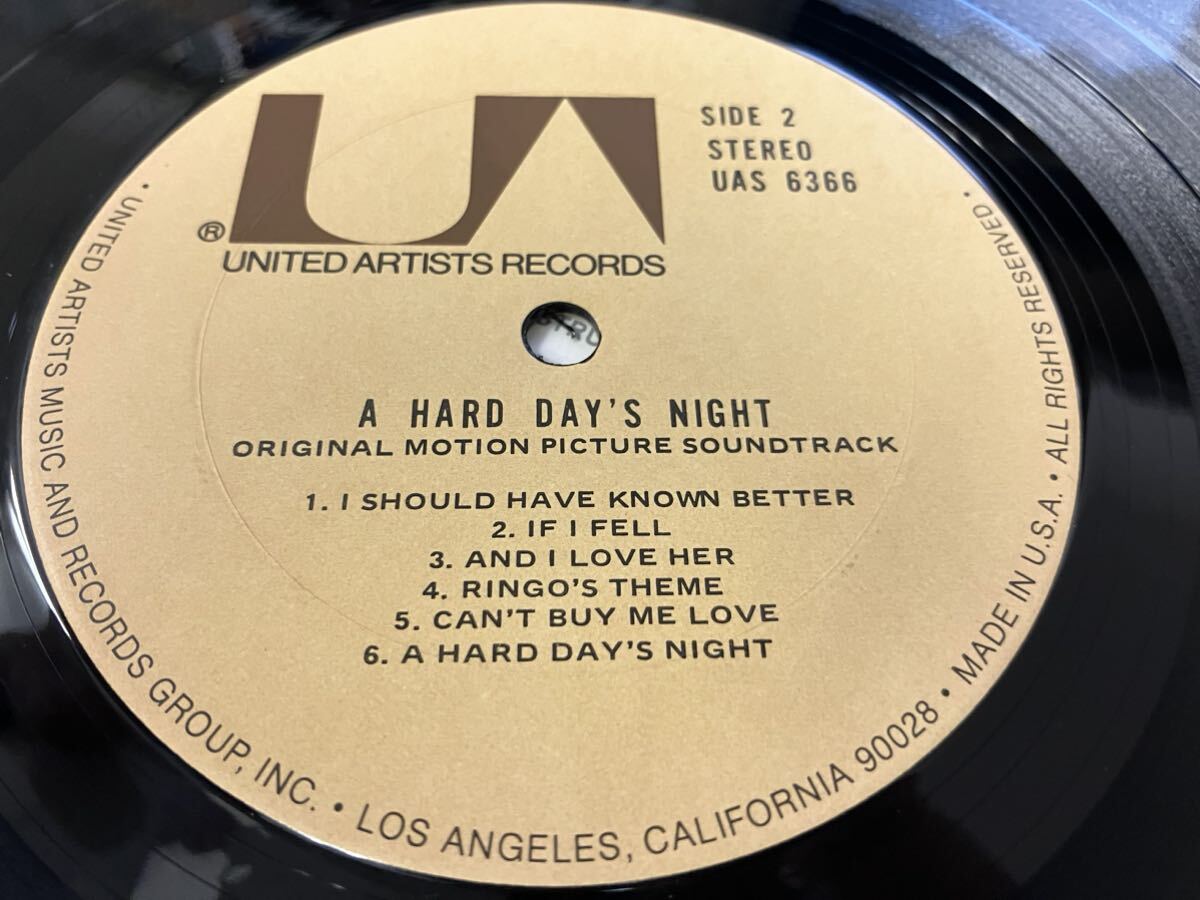 UA
®
UNITED ARTISTS RECORDS
SIDE 2
STEREO
UAS 6366
A HARD DAY'S NIGHT
ORIGINAL MOTION PICTURE SOUNDTRACK
1. I SHOULD HAVE KNOWN BETTER
2. IF I FELL
3. AND I LOVE HER
4. RINGO'S THEME
5. CAN'T BUY ME LOVE
6. A HARD DAY'S NIGHT
• UNITED ARTISTS MUSIC AND RECORDS GROUP, INC. • LOS ANGELES, CALIFORNIA 90028 • MADE IN U.S.A. • ALL RIGHTS RESERVED •